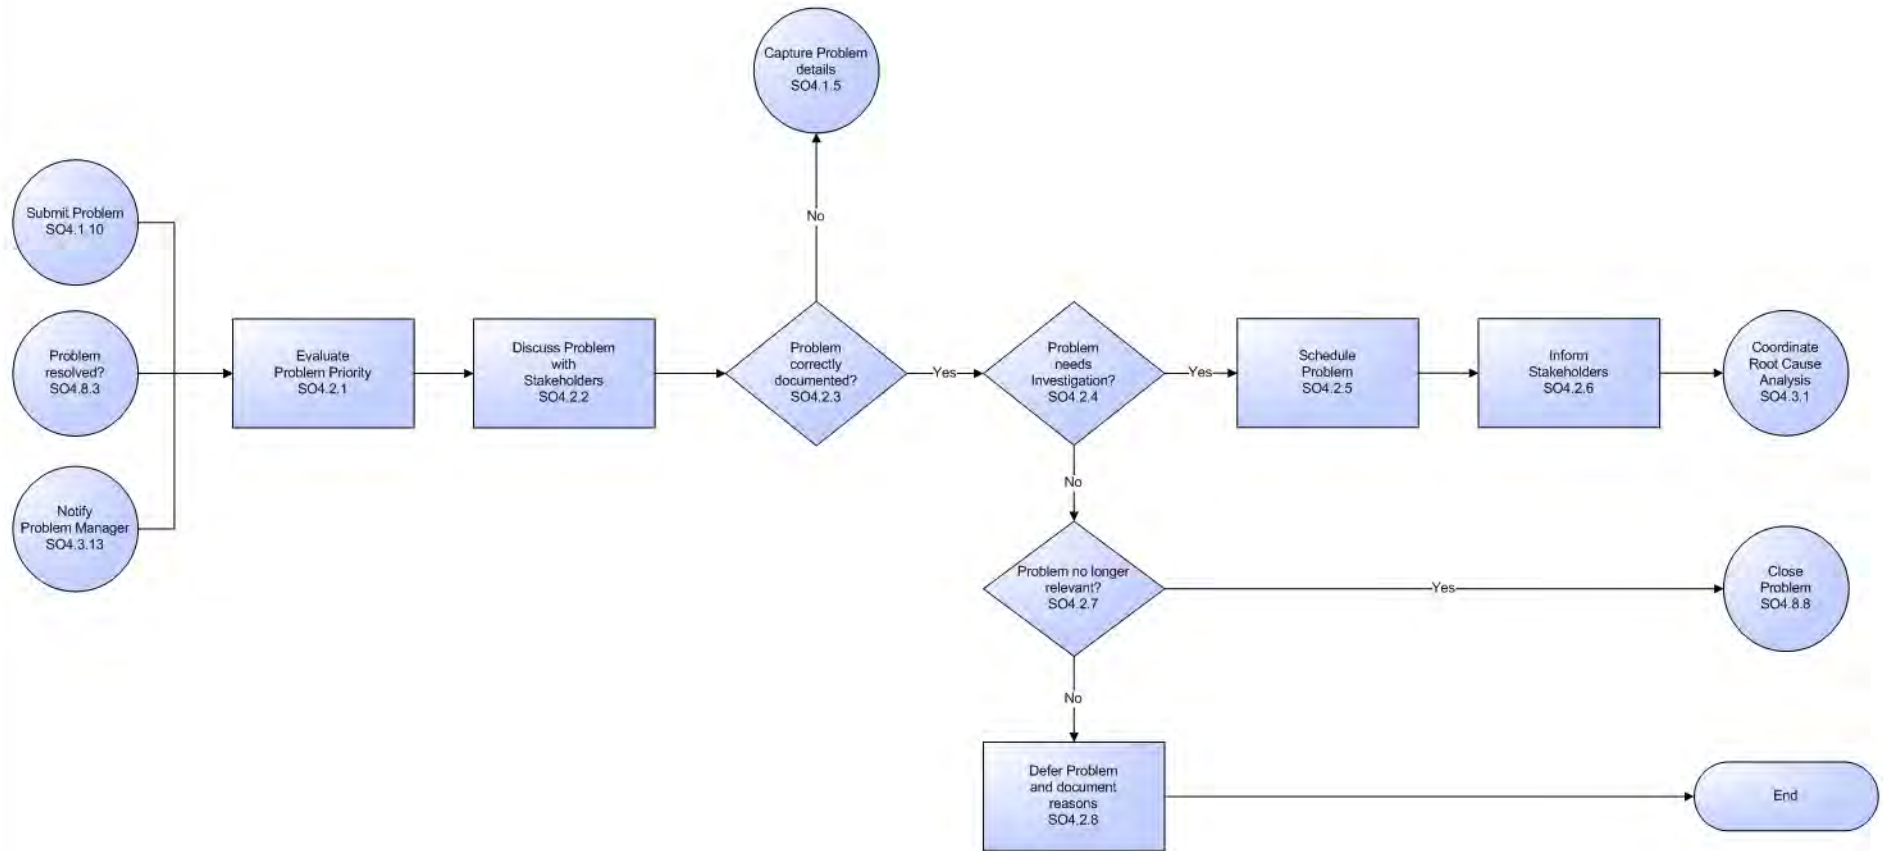 Capture Problem
details
SO4.1.5
No
Submit Problem
SO4.1.10
Problem
resolved?
SO4.8.3
Notify
Problem Manager
SO4.3.13
Evaluate
Problem Priority
SO4.2.1
Discuss Problem
with
Stakeholders
SO4.2.2
Problem
correctly
documented?
SO4.2.3
Yes
Problem
needs
Investigation?
SO4.2.4
Yes
Schedule
Problem
SO4.2.5
Inform
Stakeholders
SO4.2.6
Coordinate
Root Cause
Analysis
SO4.3.1
No
Problem no longer
relevant?
SO4.2.7
Yes
Close
Problem
SO4.8.8
No
Defer Problem
and document
reasons
SO4.2.8
End